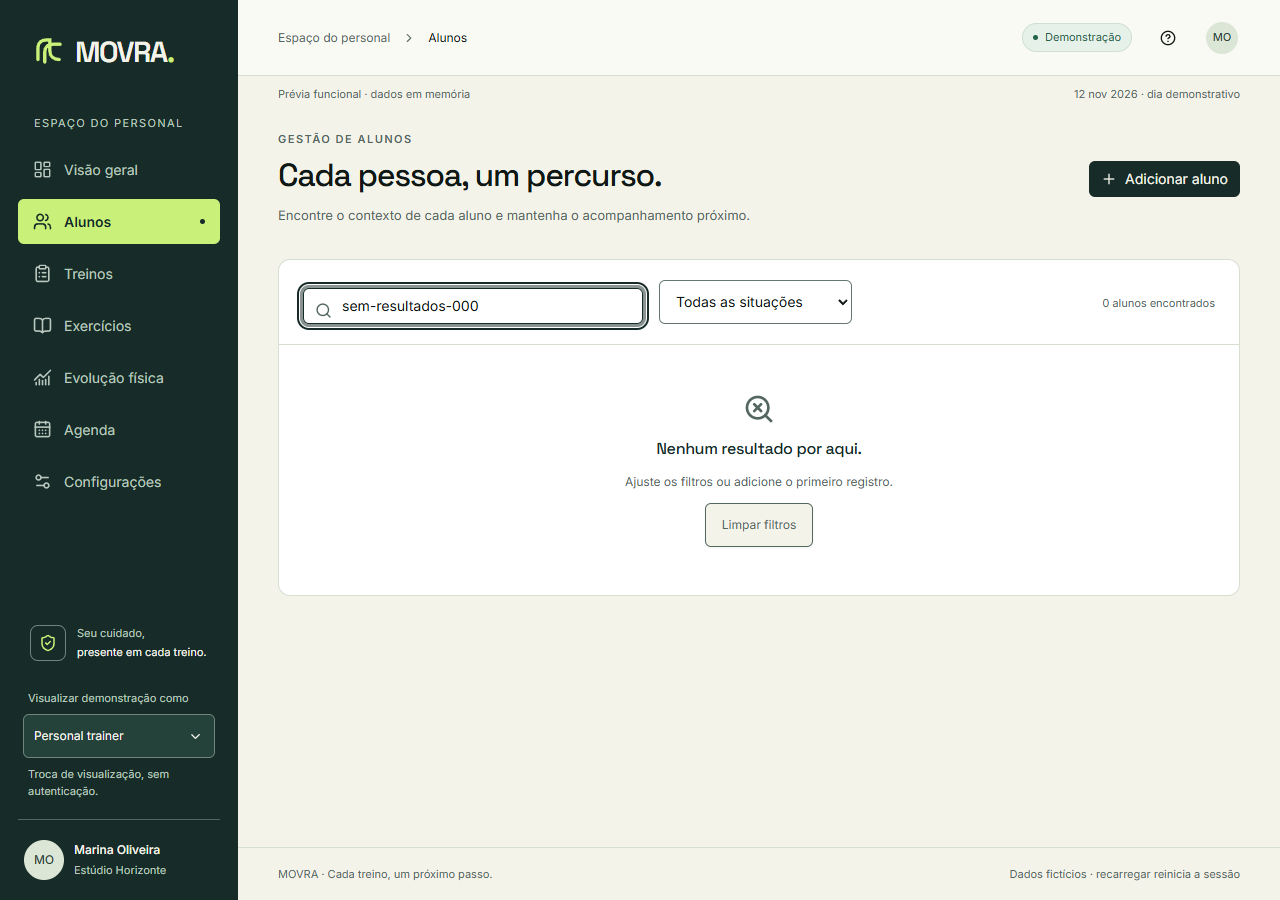 MOVRA.
ESPAÇO DO PERSONAL
Visão geral
Alunos
Treinos
Exercícios
Evolução física
Agenda
Configurações
Seu cuidado,
presente em cada treino.
Visualizar demonstração como
Personal trainer
Troca de visualização, sem
autenticação.
MO
Marina Oliveira
Estúdio Horizonte
Espaço do personal
Alunos
Demonstração
MO
Prévia funcional · dados em memória
12 nov 2026 · dia demonstrativo
GESTÃO DE ALUNOS
Cada pessoa, um percurso.
Encontre o contexto de cada aluno e mantenha o acompanhamento próximo.
Adicionar aluno
sem-resultados-000
Todas as situações
0 alunos encontrados
Nenhum resultado por aqui.
Ajuste os filtros ou adicione o primeiro registro.
Limpar filtros
MOVRA · Cada treino, um próximo passo.
Dados fictícios · recarregar reinicia a sessão